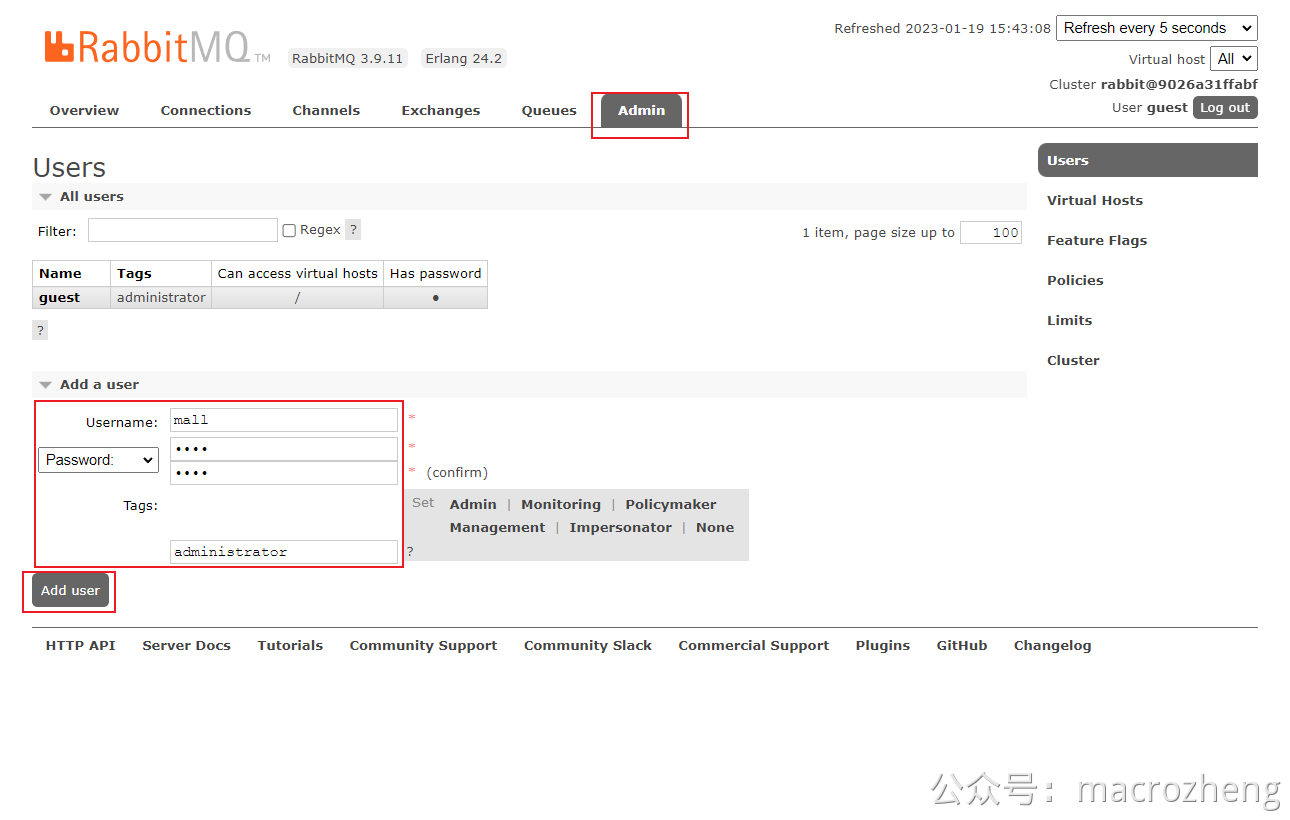 RabbitMQ TM RabbitMQ 3.9.11 Erlang 24.2
Refreshed 2023-01-19 15:43:08 Refresh every 5 seconds
Virtual host All
Cluster rabbit@9026a31ffabf
User guest Log out
Overview Connections Channels Exchanges Queues Admin
Users
All users
Filter: Regex ? 1 item, page size up to 100
Name Tags Can access virtual hosts Has password
guest administrator / ●
?
Add a user
Username: mall *
Password: •••• *
•••• * (confirm)
Tags: Set Admin | Monitoring | Policymaker
Management | Impersonator | None
administrator ?
Add user
Users
Virtual Hosts
Feature Flags
Policies
Limits
Cluster
HTTP API Server Docs Tutorials Community Support Community Slack Commercial Support Plugins GitHub Changelog
公众号：macrozheng